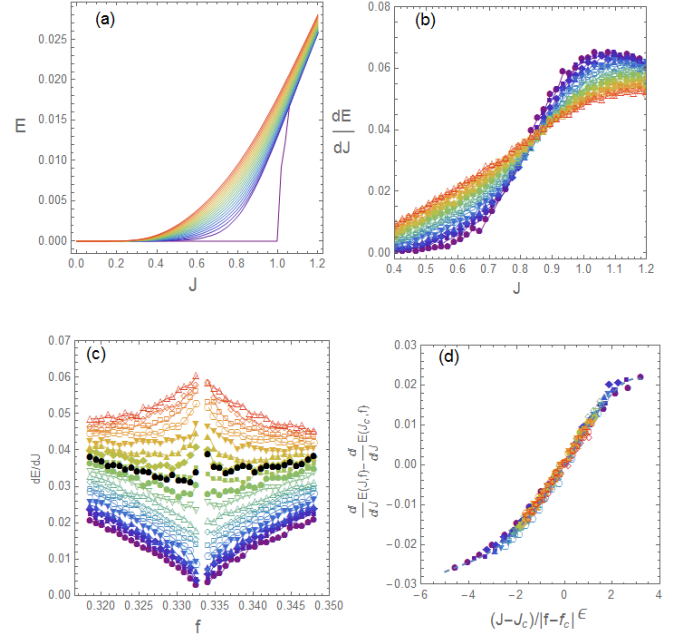 (a)
0.025
0.020
0.015
0.010
0.005
0.000
E
0.0 0.2 0.4 0.6 0.8 1.0 1.2
J
(b)
0.08
0.06
0.04
0.02
0.00
dE
dJ
0.4 0.5 0.6 0.7 0.8 0.9 1.0 1.1 1.2
J
(c)
0.07
0.06
0.05
0.04
0.03
0.02
0.01
0.00
dE/dJ
0.320 0.325 0.330 0.335 0.340 0.345 0.350
f
(d)
0.03
0.02
0.01
0.00
-0.01
-0.02
-0.03
d/dJ E(J,f)− d/dJ E(J_c,f)
-6 -4 -2 0 2 4 6
(J−J_c)/|f−f_c|^ϵ